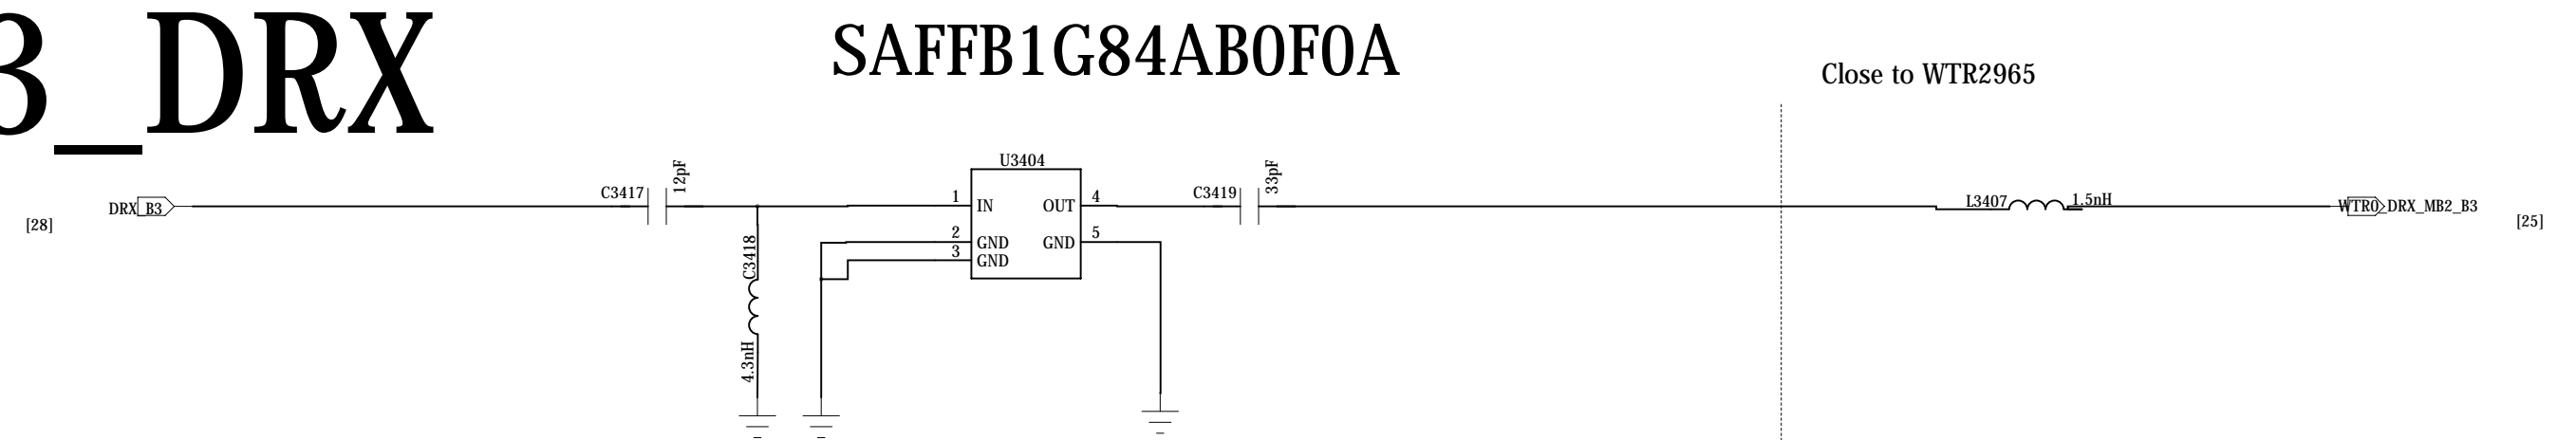 3_DRX
SAFFB1G84AB0F0A
Close to WTR2965
U3404
C3417
12pF
C3419
33pF
1
IN
OUT
4
2
GND
GND
5
3
GND
DRX_B3
[28]
C3418
4.3nH
L3407
1.5nH
WTR0_DRX_MB2_B3
[25]